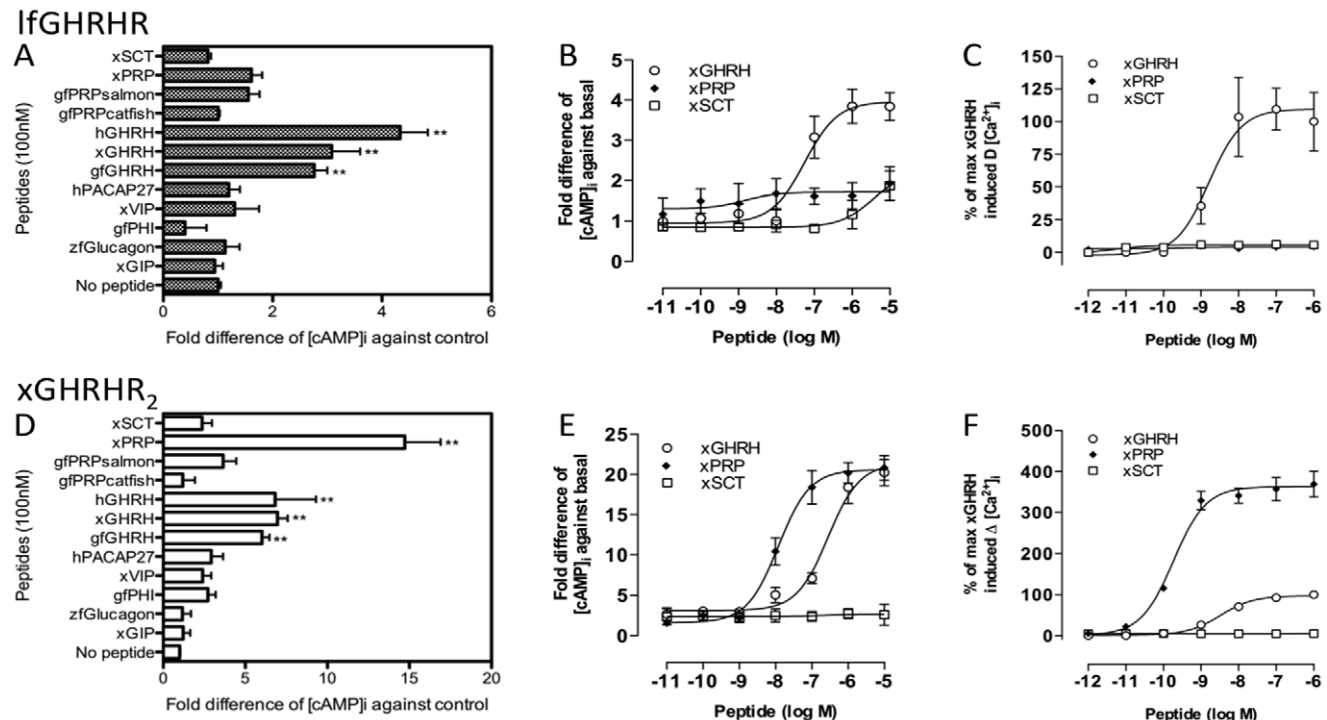 lfGHRHR
A
Peptides (100nM)
xSCT
xPRP
gfPRPsalmon
gfPRPcatfish
hGHRH
xGHRH
gfGHRH
hPACAP27
xVIP
gfPHI
zfGlucagon
xGIP
No peptide
**
**
**
0 2 4 6
Fold difference of [cAMP]i against control
B
Fold difference of
[cAMP]i against basal
xGHRH
xPRP
xSCT
5
4
3
2
1
0
-11 -10 -9 -8 -7 -6 -5
Peptide (log M)
C
% of max xGHRH
induced D [Ca2+]i
xGHRH
xPRP
xSCT
150
125
100
75
50
25
0
-12 -11 -10 -9 -8 -7 -6
Peptide (log M)
xGHRHR2
D
Peptides (100nM)
xSCT
xPRP
gfPRPsalmon
gfPRPcatfish
hGHRH
xGHRH
gfGHRH
hPACAP27
xVIP
gfPHI
zfGlucagon
xGIP
No peptide
**
**
**
**
0 5 10 15 20
Fold difference of [cAMP]i against control
E
Fold difference of
[cAMP]i against basal
xGHRH
xPRP
xSCT
25
20
15
10
5
0
-11 -10 -9 -8 -7 -6 -5
Peptide (log M)
F
% of max xGHRH
induced Δ [Ca2+]i
xGHRH
xPRP
xSCT
500
400
300
200
100
0
-12 -11 -10 -9 -8 -7 -6
Peptide (log M)